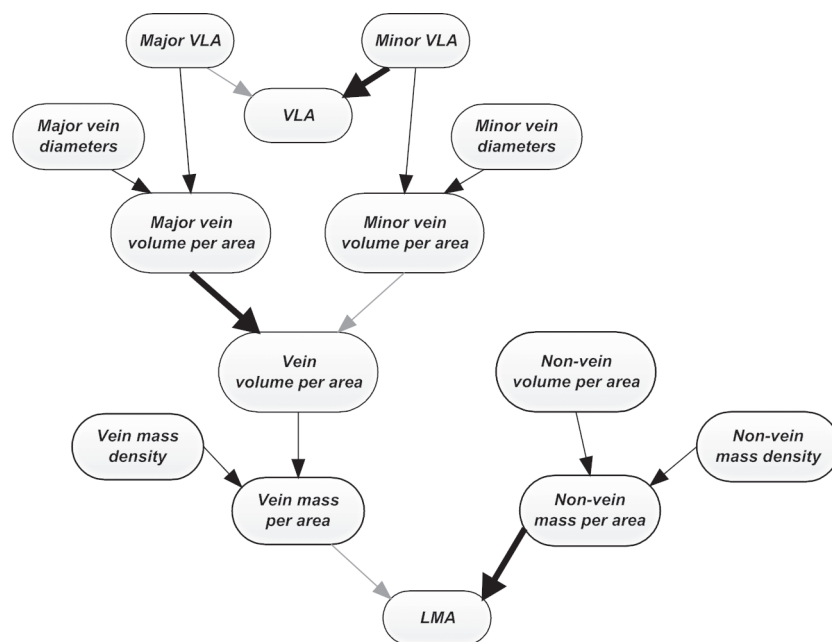 Major VLA
Minor VLA
VLA
Major vein
diameters
Minor vein
diameters
Major vein
volume per area
Minor vein
volume per area
Vein
volume per area
Non-vein
volume per area
Vein mass
density
Non-vein
mass density
Vein mass
per area
Non-vein
mass per area
LMA